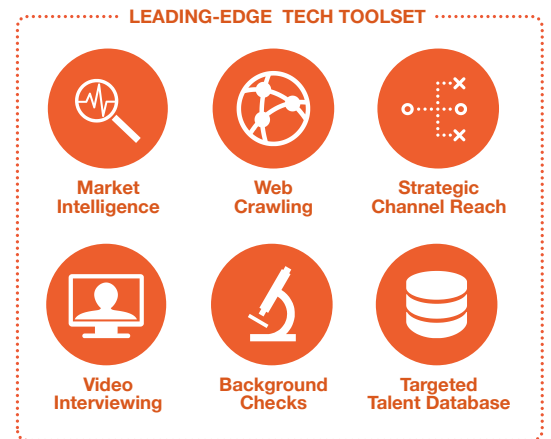 LEADING-EDGE TECH TOOLSET
Market
Intelligence
Web
Crawling
Strategic
Channel Reach
Video
Interviewing
Background
Checks
Targeted
Talent Database